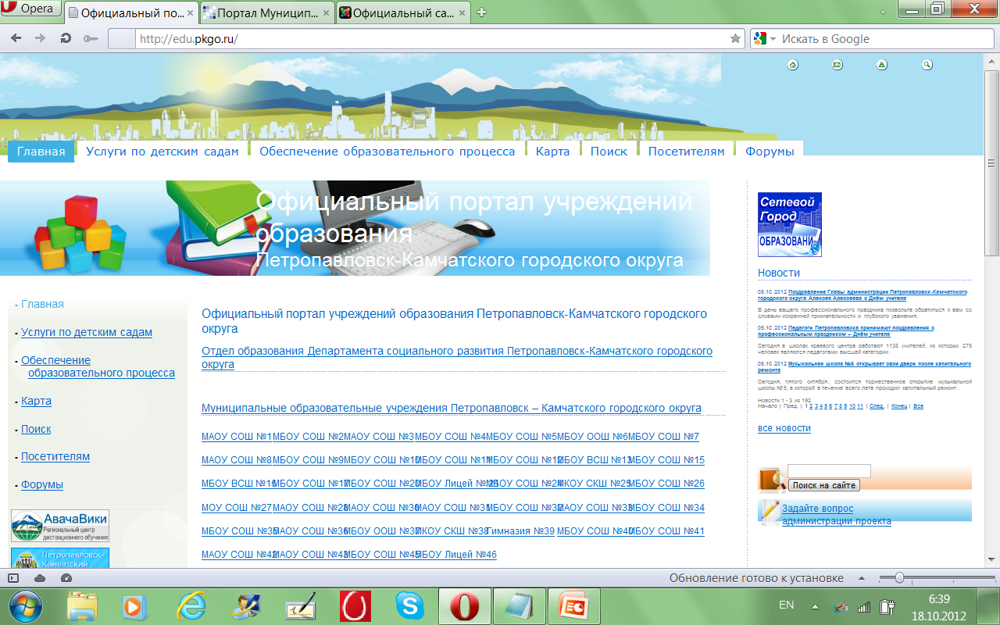 Opera
Официальный по...
Портал Муницип...
Официальный са...
http://edu.pkgo.ru/
Искать в Google
Главная
Услуги по детским садам
Обеспечение образовательного процесса
Карта
Поиск
Посетителям
Форумы
Официальный портал учреждений
образования
Петропавловск-Камчатского городского округа
- Главная
- Услуги по детским садам
- Обеспечение
образовательного процесса
- Карта
- Поиск
- Посетителям
- Форумы
АвачаВики
Региональный центр
дистанционного обучения
Петропавловск-
Камчатский
Официальный портал учреждений образования Петропавловск-Камчатского городского
округа
Отдел образования Департамента социального развития Петропавловск-Камчатского городского
округа
Муниципальные образовательные учреждения Петропавловск – Камчатского городского округа
МАОУ СОШ №1 МБОУ СОШ №2 МАОУ СОШ №3 МБОУ СОШ №4 МБОУ СОШ №5 МБОУ ООШ №6 МБОУ СОШ №7
МАОУ СОШ №8 МБОУ СОШ №9 МБОУ СОШ №10 МБОУ СОШ №11 МБОУ СОШ №12 МБОУ ВСШ №13 МБОУ СОШ №15
МБОУ ВСШ №16 МБОУ СОШ №17 МБОУ СОШ №20 МБОУ Лицей №21 МБОУ СОШ №24 МКОУ СКШ №25 МБОУ СОШ №26
МОУ СОШ №27 МАОУ СОШ №28 МАОУ СОШ №30 МАОУ СОШ №31 МБОУ СОШ №32 МАОУ СОШ №33 МБОУ СОШ №34
МБОУ СОШ №35 МАОУ СОШ №36 МБОУ ООШ №37 МКОУ СКШ №38 Гимназия №39 МБОУ СОШ №40 МБОУ СОШ №41
МАОУ СОШ №42 МАОУ СОШ №43 МБОУ СОШ №45 МБОУ Лицей №46
Сетевой
Город
ОБРАЗОВАНИЕ
Новости
05.10.2012 Поздравление Главы администрации Петропавловск-Камчатского
городского округа Алексея Алексеева с Днём учителя
В день вашего профессионального праздника позвольте обратиться к вам со
словами искренней признательности и глубокого уважения.
05.10.2012 Педагоги Петропавловска принимают поздравления с
профессиональным праздником – Днём учителя
Сегодня в школах краевого центра работают 1138 учителей, из которых 275
человек являются педагогами высшей категории.
05.10.2012 Музыкальная школа №5 открывает свои двери после капитального
ремонта
Сегодня, пятого октября, состоится торжественное открытие музыкальной
школы №5, в которой в течение всего лета проходил капитальный ремонт.
Новости 1 - 3 из 192
Начало | Пред. | 1 2 3 4 5 6 7 8 9 10 11 | След. | Конец | Все
все новости
Поиск на сайте
Задайте вопрос
администрации проекта
Обновление готово к установке
EN
6:39
18.10.2012